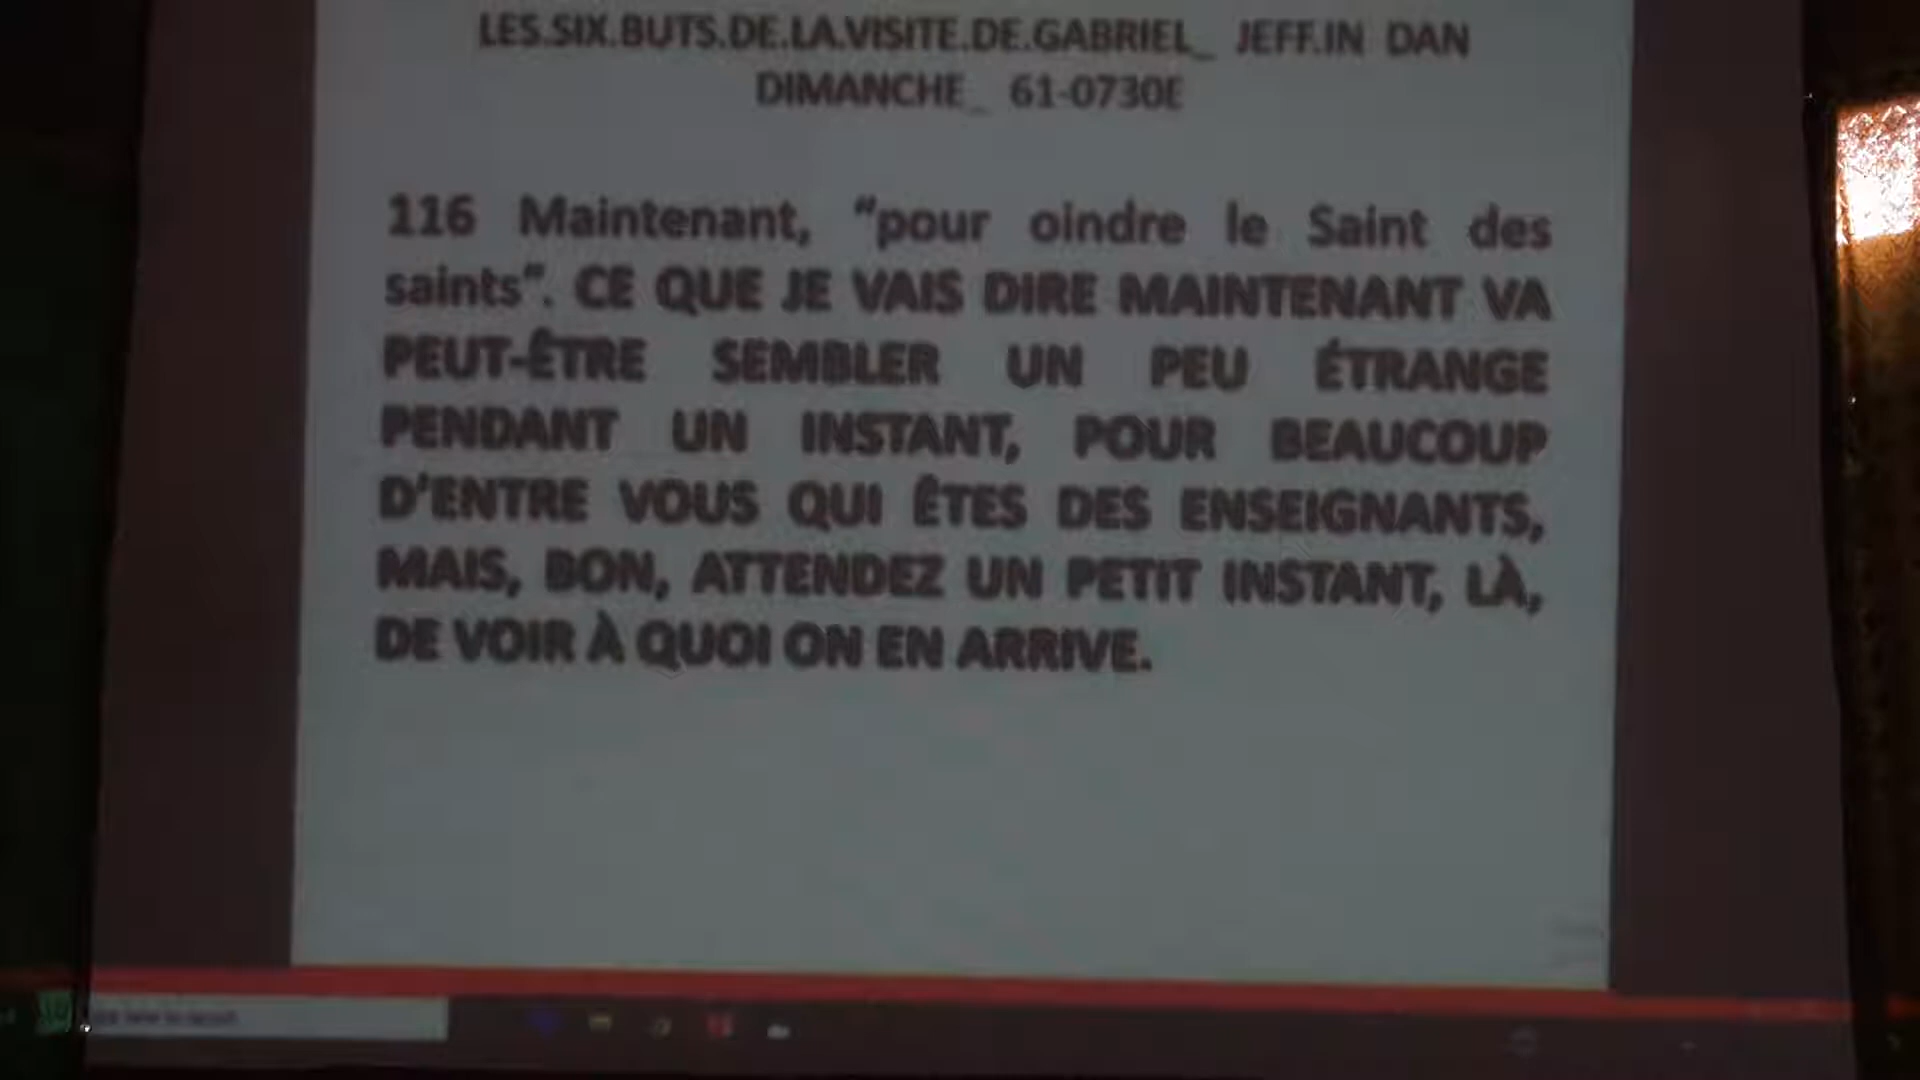 LES.SIX.BUTS.DE.LA.VISITE.DE.GABRIEL_ JEFF.IN DAN
DIMANCHE_ 61-0730E
116 Maintenant, “pour oindre le Saint des
saints”. CE QUE JE VAIS DIRE MAINTENANT VA
PEUT-ÊTRE SEMBLER UN PEU ÉTRANGE
PENDANT UN INSTANT, POUR BEAUCOUP
D’ENTRE VOUS QUI ÊTES DES ENSEIGNANTS,
MAIS, BON, ATTENDEZ UN PETIT INSTANT, LÀ,
DE VOIR À QUOI ON EN ARRIVE.